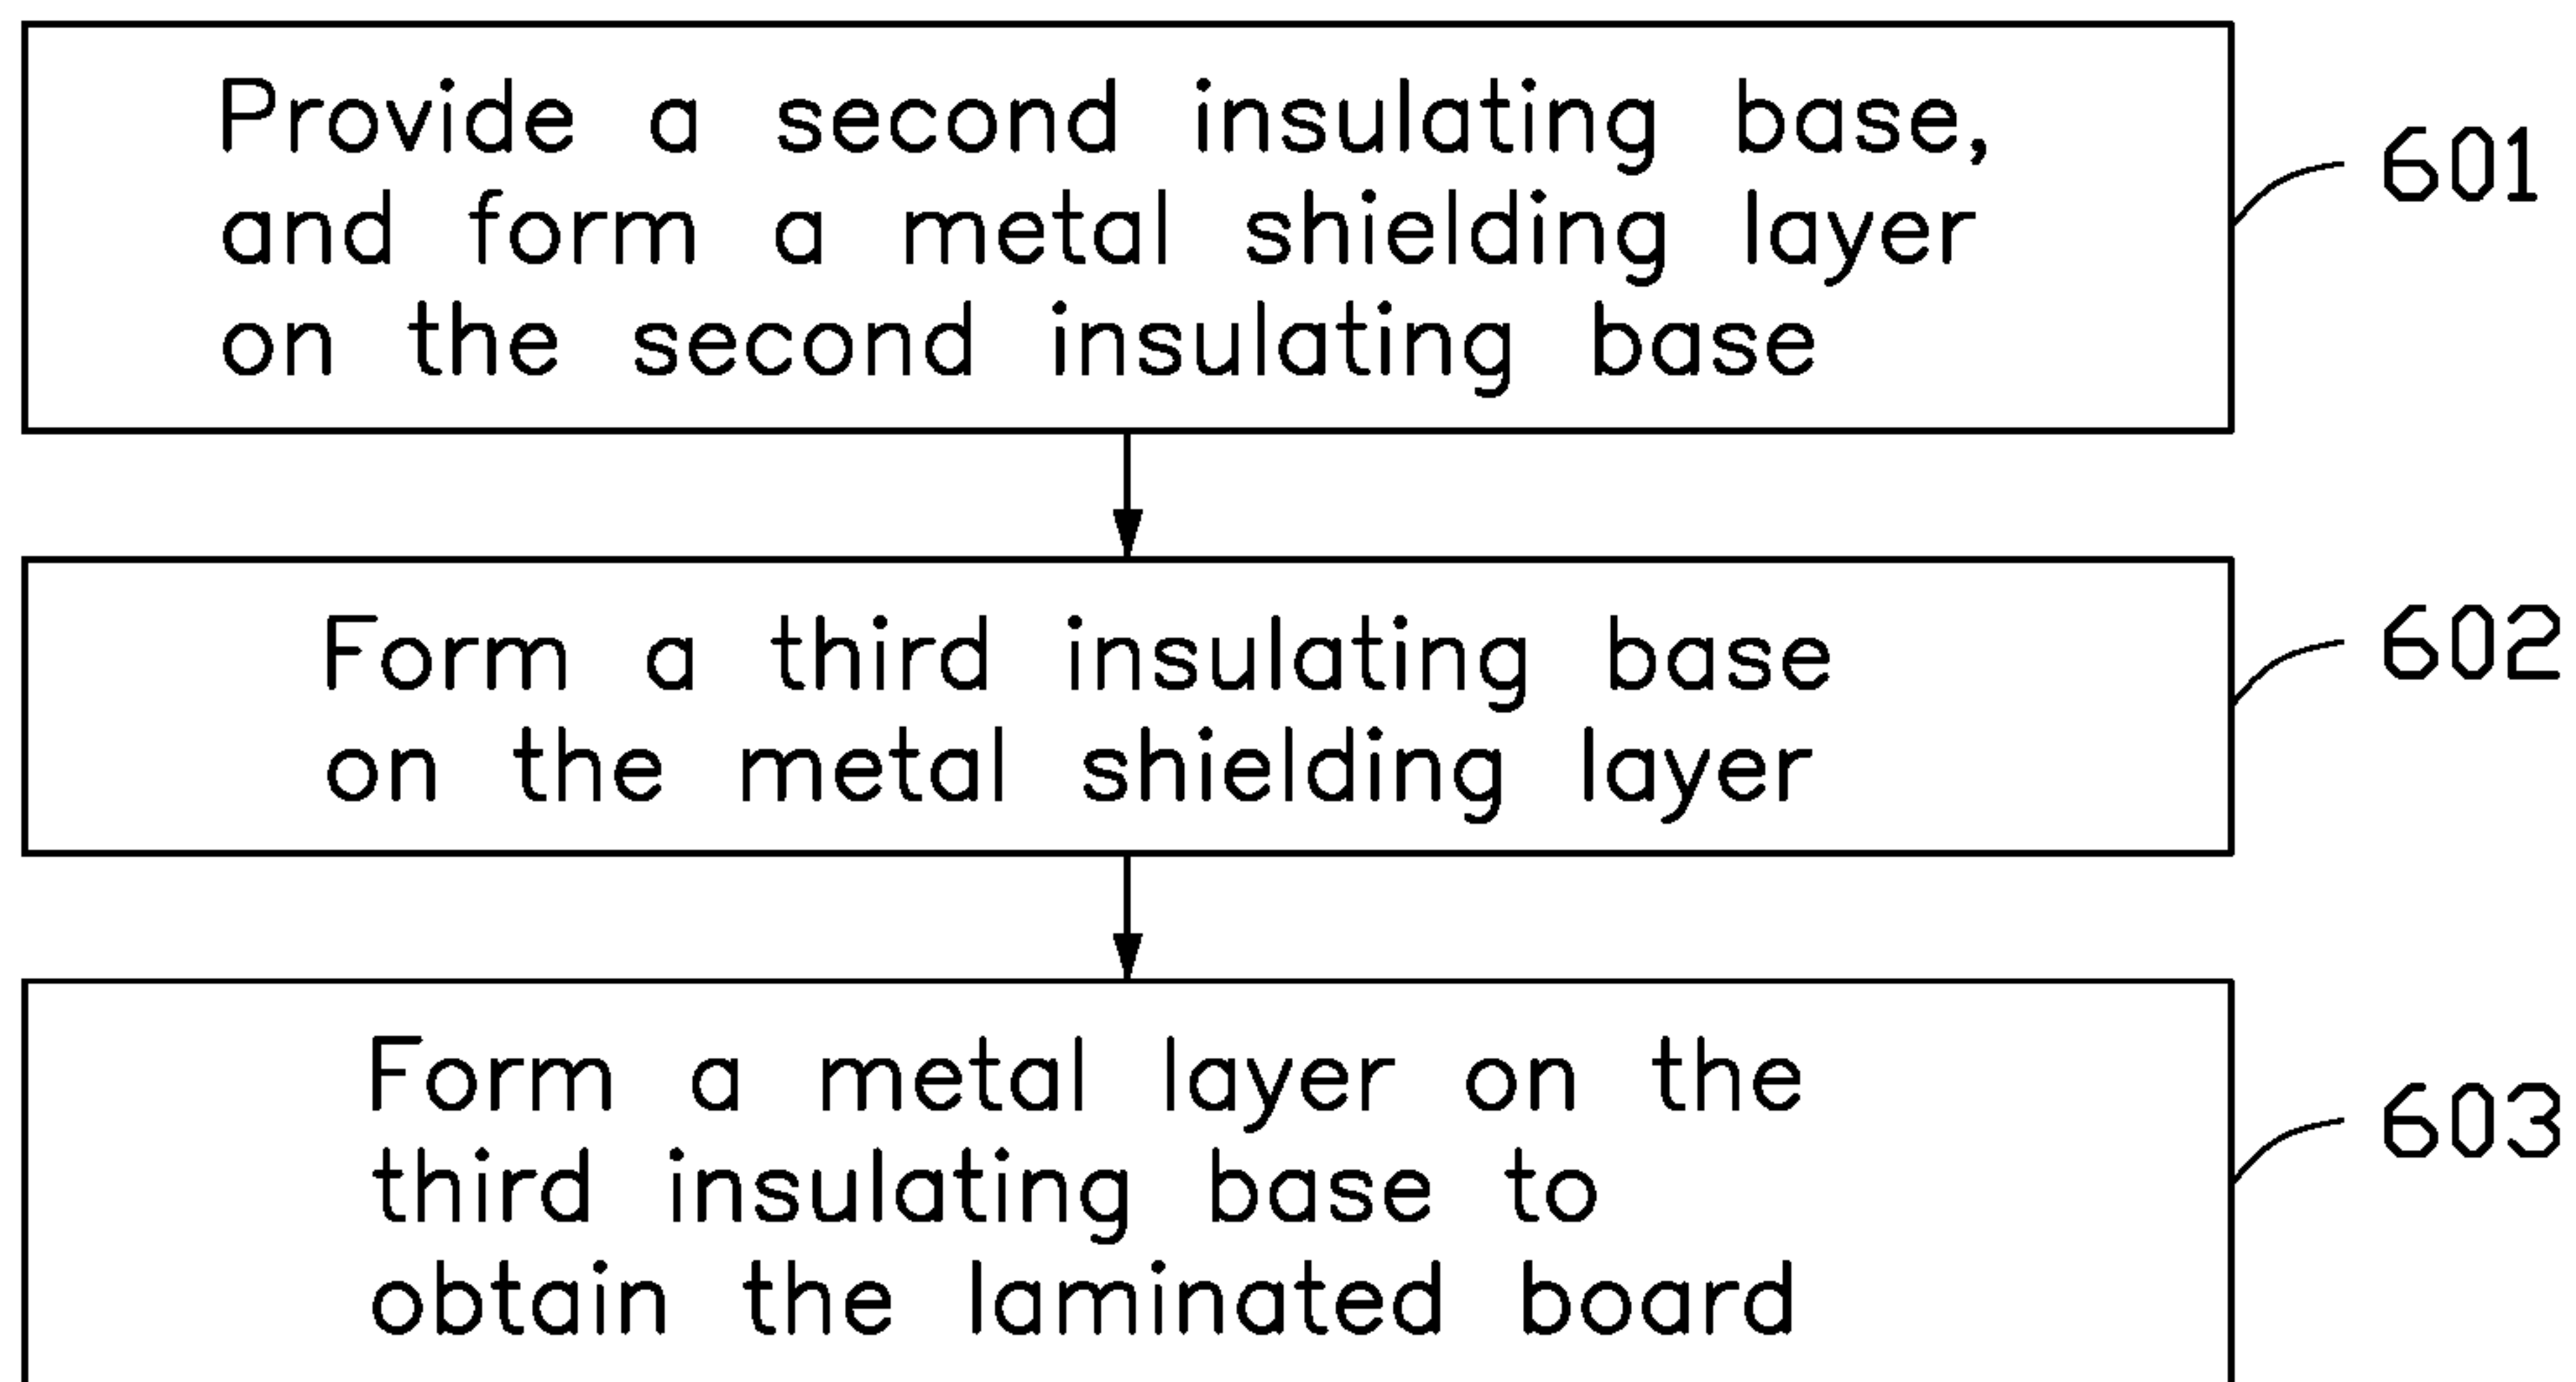 Provide a second insulating base,
and form a metal shielding layer
on the second insulating base
601
Form a third insulating base
on the metal shielding layer
602
Form a metal layer on the
third insulating base to
obtain the laminated board
603